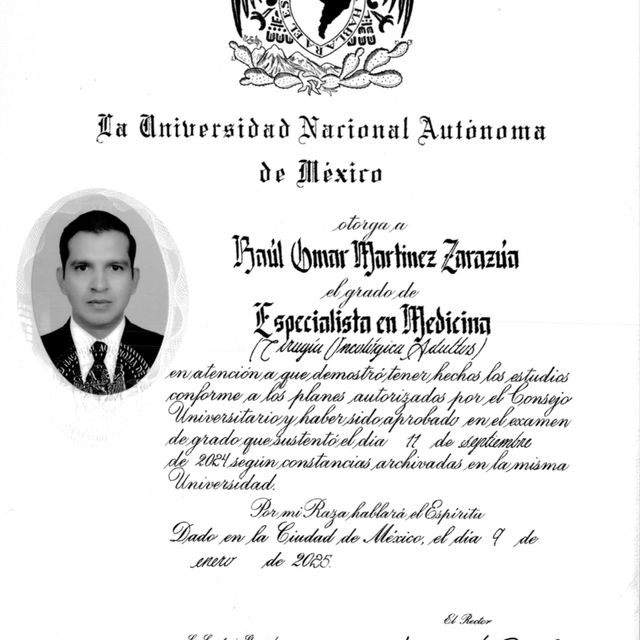 HABLARA EL ES
La Universidad Nacional Autónoma
de México
otorga a
Raúl Omar Martínez Zarazúa
el grado de
Especialista en Medicina
(Cirugía Oncológica Adultos)
en atención a que demostró tener hechos los estudios
conforme a los planes autorizados por el Consejo
Universitario y haber sido aprobado en el examen
de grado que sustentó el día 11 de septiembre
de 2024 según constancias archivadas en la misma
Universidad.
Por mi Raza hablará el Espíritu
Dado en la Ciudad de México, el día 9 de
enero de 2025.
El Rector